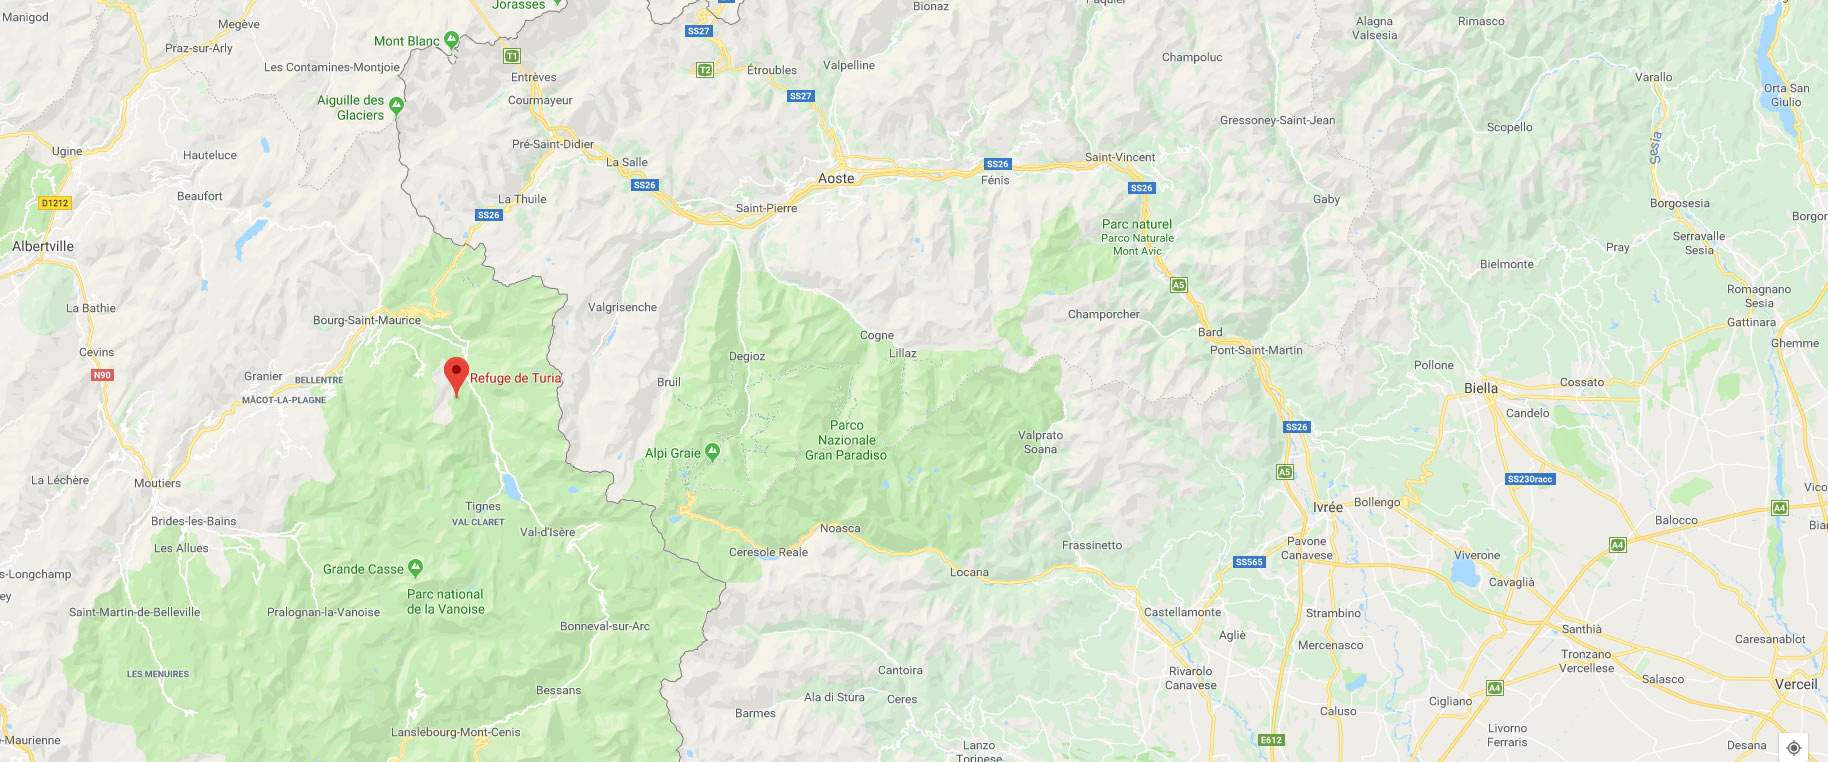 Manigod
Megève
Jorasses
Bionaz
Paquier
Alagna
Valsesia
Rimasco
Praz-sur-Arly
Mont Blanc
SS27
T1
T2
Étroubles
Valpelline
Champoluc
Les Contamines-Montjoie
Entrèves
Varallo
Courmayeur
SS27
Orta San
Giulio
Aiguille des
Glaciers
Gressoney-Saint-Jean
Scopello
Sesia
Ugine
Hauteluce
Pré-Saint-Didier
La Salle
SS26
Saint-Vincent
Aoste
Fénis
SS26
SS26
Beaufort
La Thuile
SS26
Saint-Pierre
Gaby
Borgosesia
Borgon
D1212
Albertville
Parc naturel
Parco Naturale
Mont Avic
Pray
Serravalle
Sesia
Bielmonte
A5
Romagnano
Sesia
La Bathie
Valgrisenche
Champorcher
Bourg-Saint-Maurice
Gattinara
Bard
Cogne
Ghemme
Cevins
Degioz
Lillaz
Pont-Saint-Martin
Pollone
N90
Granier
BELLENTRE
Refuge de Turia
Bruil
Biella
Cossato
MÂCOT-LA-PLAGNE
Candelo
Parco
Nazionale
Gran Paradiso
Valprato
Soana
SS26
Alpi Graie
A5
La Léchère
Moutiers
SS230racc
Vico
Tignes
VAL CLARET
Ivrée
Bollengo
A4
Brides-les-Bains
Val-d'Isère
Noasca
Balocco
Bian
Les Allues
Ceresole Reale
Frassinetto
Pavone
Canavese
Viverone
A4
Grande Casse
SS565
s-Longchamp
Locana
Cavaglià
ey
Parc national
de la Vanoise
Saint-Martin-de-Belleville
Pralognan-la-Vanoise
Castellamonte
Strambino
Bonneval-sur-Arc
Agliè
Santhià
Mercenasco
Caresanablot
Tronzano
Vercellese
LES MENUIRES
Cantoira
Rivarolo
Canavese
Salasco
Verceil
Bessans
Ala di Stura
Ceres
A4
Cigliano
Barmes
Caluso
Lanslebourg-Mont-Cenis
Livorno
Ferraris
-Maurienne
E612
Lanzo
Torinese
Desana